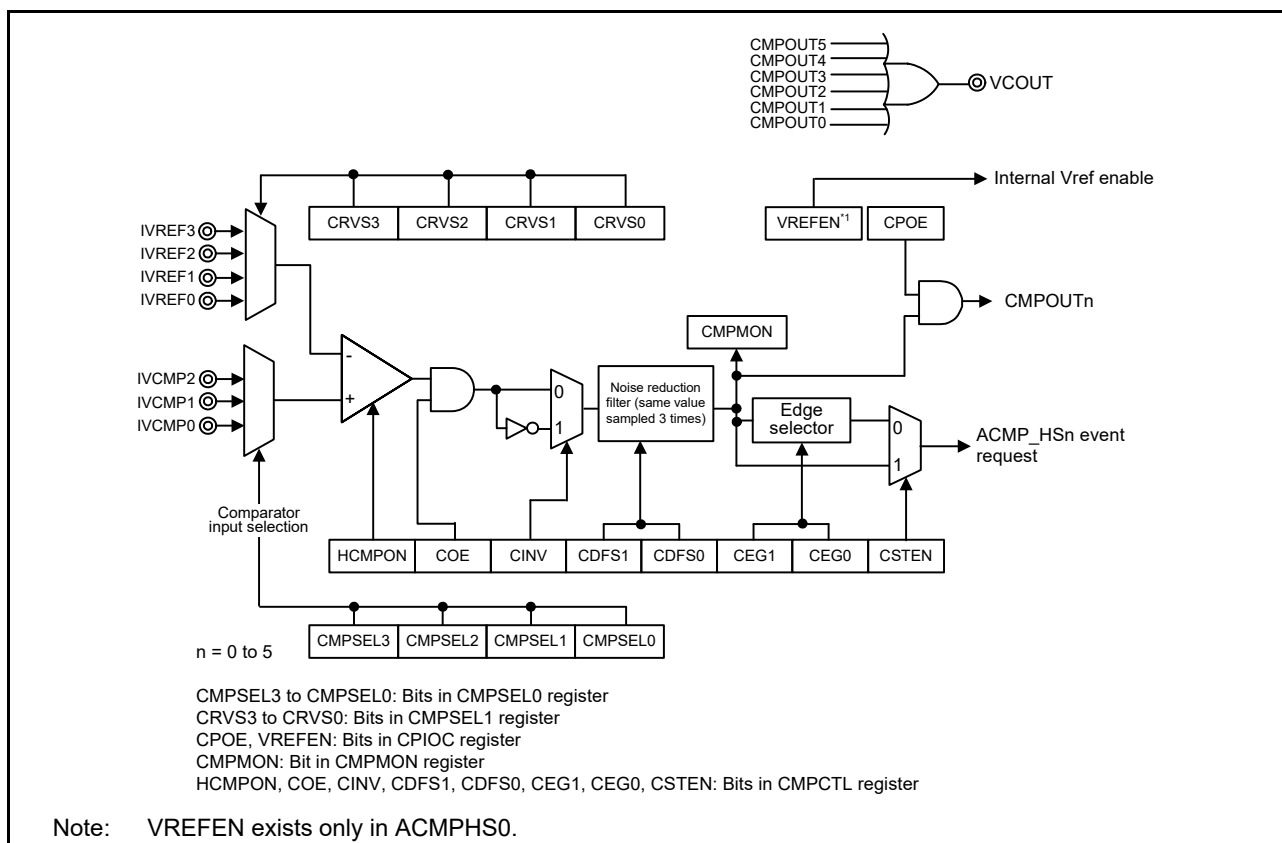 CMPOUT5
CMPOUT4
CMPOUT3
CMPOUT2
CMPOUT1
CMPOUT0
VCOUT
Internal Vref enable
CRVS3 CRVS2 CRVS1 CRVS0
VREFEN*1 CPOE
IVREF3
IVREF2
IVREF1
IVREF0
CMPOUTn
CMPMON
IVCMP2
IVCMP1
IVCMP0
-
+
0
1
Noise reduction
filter (same value
sampled 3 times)
Edge
selector
0
1
ACMP_HSn event
request
Comparator
input selection
HCMPON COE CINV CDFS1 CDFS0 CEG1 CEG0 CSTEN
CMPSEL3 CMPSEL2 CMPSEL1 CMPSEL0
n = 0 to 5
CMPSEL3 to CMPSEL0: Bits in CMPSEL0 register
CRVS3 to CRVS0: Bits in CMPSEL1 register
CPOE, VREFEN: Bits in CPIOC register
CMPMON: Bit in CMPMON register
HCMPON, COE, CINV, CDFS1, CDFS0, CEG1, CEG0, CSTEN: Bits in CMPCTL register
Note: VREFEN exists only in ACMPHS0.